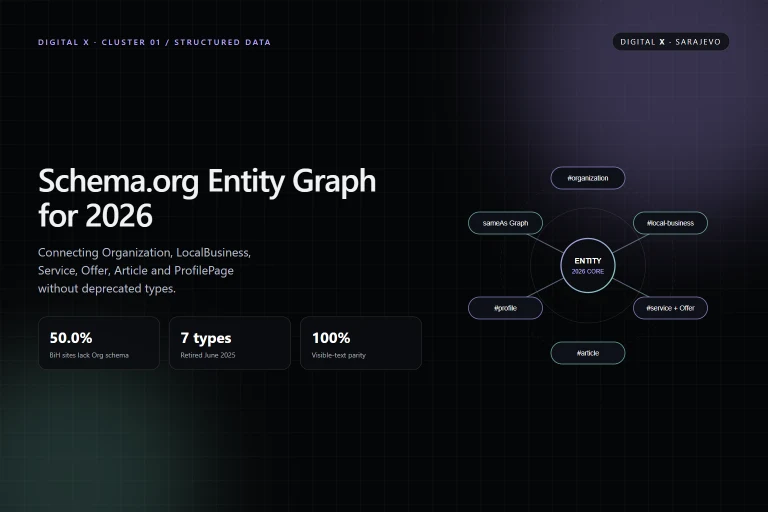 DIGITAL X · CLUSTER 01 / STRUCTURED DATA
DIGITAL X · SARAJEVO
Schema.org Entity Graph
for 2026
Connecting Organization, LocalBusiness,
Service, Offer, Article and ProfilePage
without deprecated types.
50.0%
BiH sites lack Org schema
7 types
Retired June 2025
100%
Visible-text parity
#organization
sameAs Graph
#local-business
ENTITY
2026 CORE
#profile
#service + Offer
#article